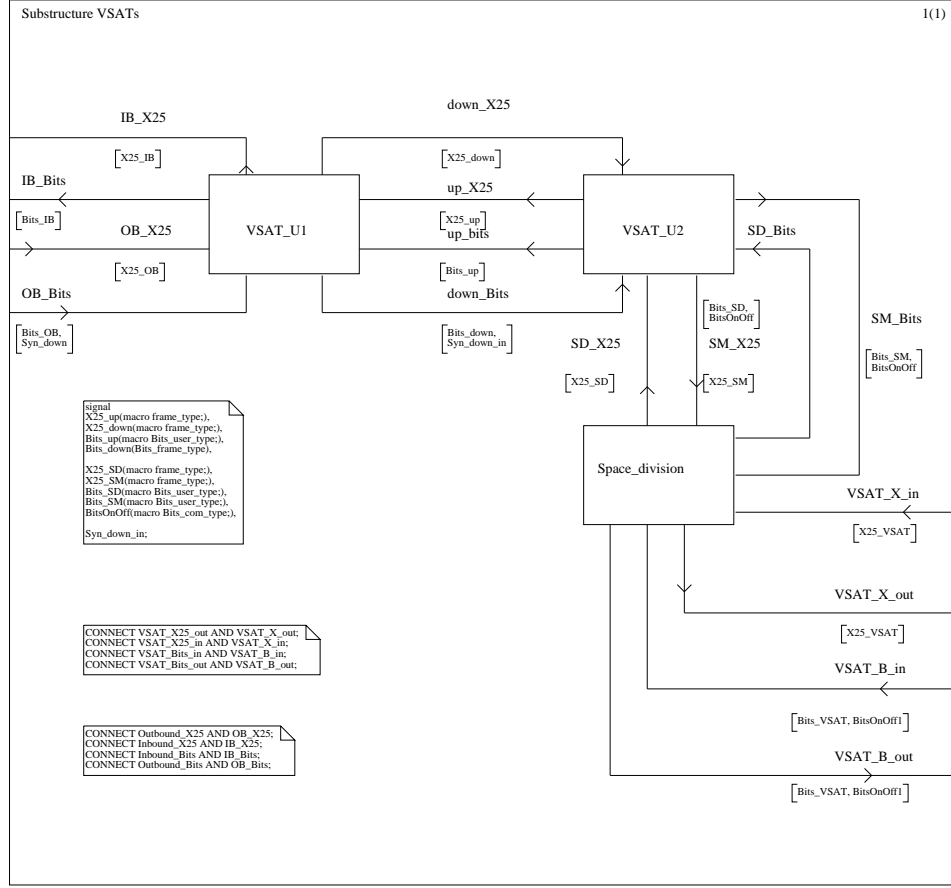 Substructure VSATs
1(1)
down_X25
IB_X25
[X25_IB]
[X25_down]
IB_Bits
[Bits_IB]
up_X25
[X25_up]
OB_X25
[X25_OB]
VSAT_U1
VSAT_U2
SD_Bits
up_bits
[Bits_up]
OB_Bits
[Bits_OB,
Syn_down]
down_Bits
[Bits_down,
Syn_down_in]
[Bits_SD,
BitsOnOff]
SM_Bits
[Bits_SM,
BitsOnOff]
SD_X25
[X25_SD]
SM_X25
[X25_SM]
signal
X25_up(macro frame_type;),
X25_down(macro frame_type;),
Bits_up(macro Bits_user_type;),
Bits_down(Bits_frame_type),
X25_SD(macro frame_type;),
X25_SM(macro frame_type;),
Bits_SD(macro Bits_user_type;),
Bits_SM(macro Bits_user_type;),
BitsOnOff(macro Bits_com_type;),
Syn_down_in;
Space_division
VSAT_X_in
[X25_VSAT]
VSAT_X_out
[X25_VSAT]
CONNECT VSAT_X25_out AND VSAT_X_out;
CONNECT VSAT_X25_in AND VSAT_X_in;
CONNECT VSAT_Bits_in AND VSAT_B_in;
CONNECT VSAT_Bits_out AND VSAT_B_out;
VSAT_B_in
[Bits_VSAT, BitsOnOff1]
CONNECT Outbound_X25 AND OB_X25;
CONNECT Inbound_X25 AND IB_X25;
CONNECT Inbound_Bits AND IB_Bits;
CONNECT Outbound_Bits AND OB_Bits;
VSAT_B_out
[Bits_VSAT, BitsOnOff1]